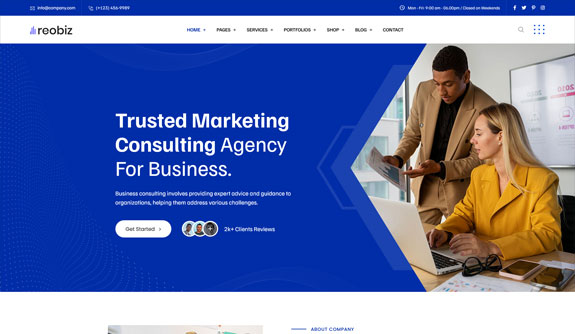 info@company.com
(+123) 456-9989
Mon - Fri: 9:00 am - 06.00pm / Closed on Weekends
reobiz
HOME
PAGES
SERVICES
PORTFOLIOS
SHOP
BLOG
CONTACT
Trusted Marketing
Consulting Agency
For Business.
Business consulting involves providing expert advice and guidance to
organizations, helping them address various challenges.
Get Started
2k+ Clients Reviews
ABOUT COMPANY